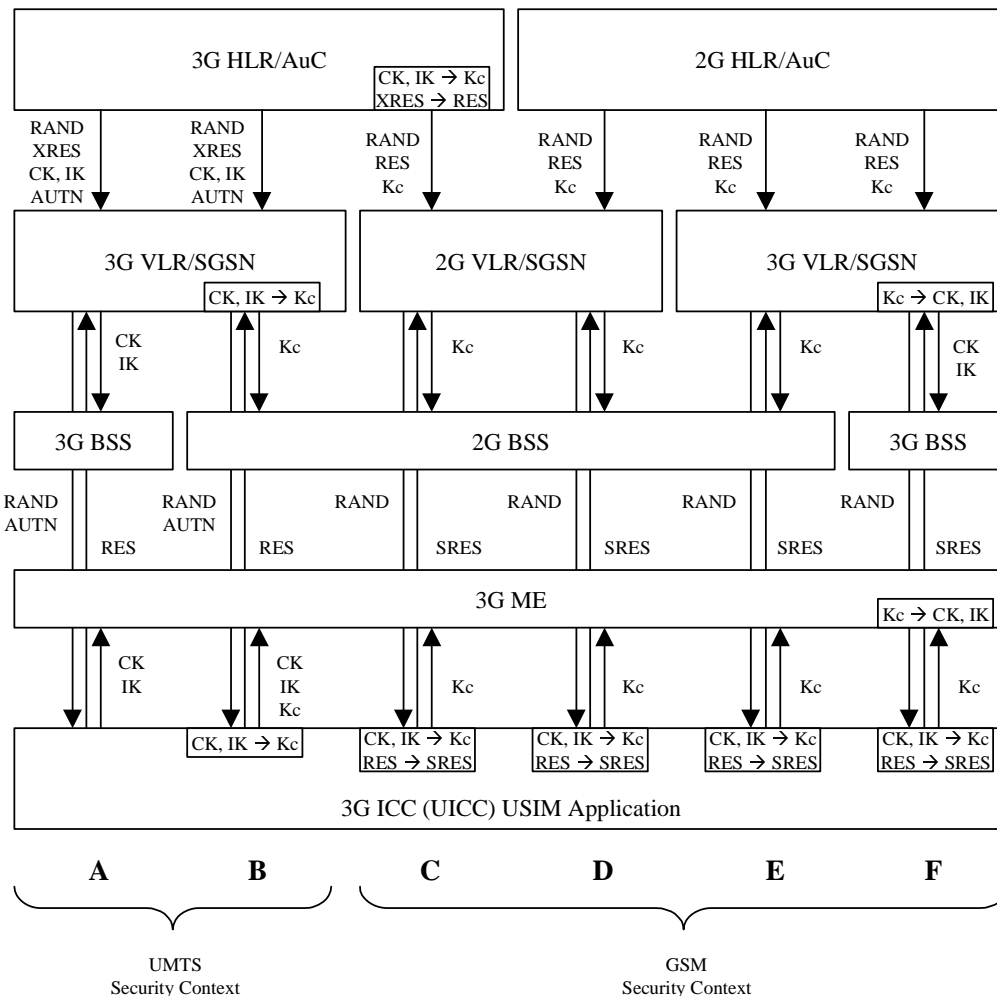 3G HLR/AuC
2G HLR/AuC
CK, IK → Kc
XRES → RES
RAND
XRES
CK, IK
AUTN
RAND
XRES
CK, IK
AUTN
RAND
RES
Kc
RAND
RES
Kc
RAND
RES
Kc
RAND
RES
Kc
3G VLR/SGSN
2G VLR/SGSN
3G VLR/SGSN
CK, IK → Kc
Kc → CK, IK
CK
IK
Kc
Kc
Kc
Kc
CK
IK
3G BSS
2G BSS
3G BSS
RAND
AUTN
RAND
AUTN
RAND
RAND
RAND
RAND
RES
RES
SRES
SRES
SRES
SRES
3G ME
Kc → CK, IK
CK
IK
CK
IK
Kc
Kc
Kc
Kc
Kc
CK, IK → Kc
CK, IK → Kc
RES → SRES
CK, IK → Kc
RES → SRES
CK, IK → Kc
RES → SRES
CK, IK → Kc
RES → SRES
3G ICC (UICC) USIM Application
A B C D E F
UMTS
Security Context
GSM
Security Context